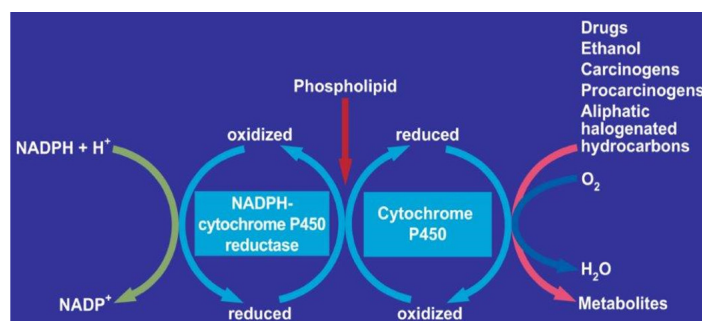 Drugs
Ethanol
Carcinogens
Procarcinogens
Aliphatic
halogenated
hydrocarbons
Phospholipid
oxidized
reduced
NADPH + H⁺
O₂
NADPH-
cytochrome P450
reductase
Cytochrome
P450
H₂O
NADP⁺
reduced
oxidized
Metabolites